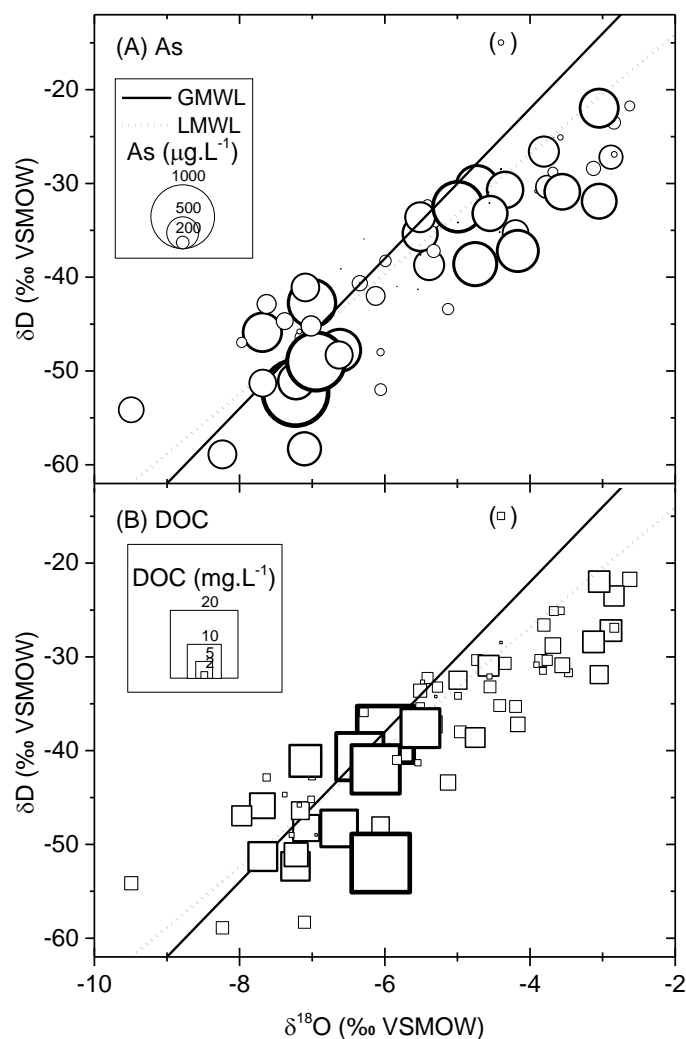 (A) As
( )
GMWL
LMWL
As (μg.L⁻¹)
1000
500
200
-20
-30
-40
-50
-60
δD (‰ VSMOW)
(B) DOC
( )
DOC (mg.L⁻¹)
20
10
5
2
-20
-30
-40
-50
-60
δD (‰ VSMOW)
-10 -8 -6 -4 -2
δ¹⁸O (‰ VSMOW)